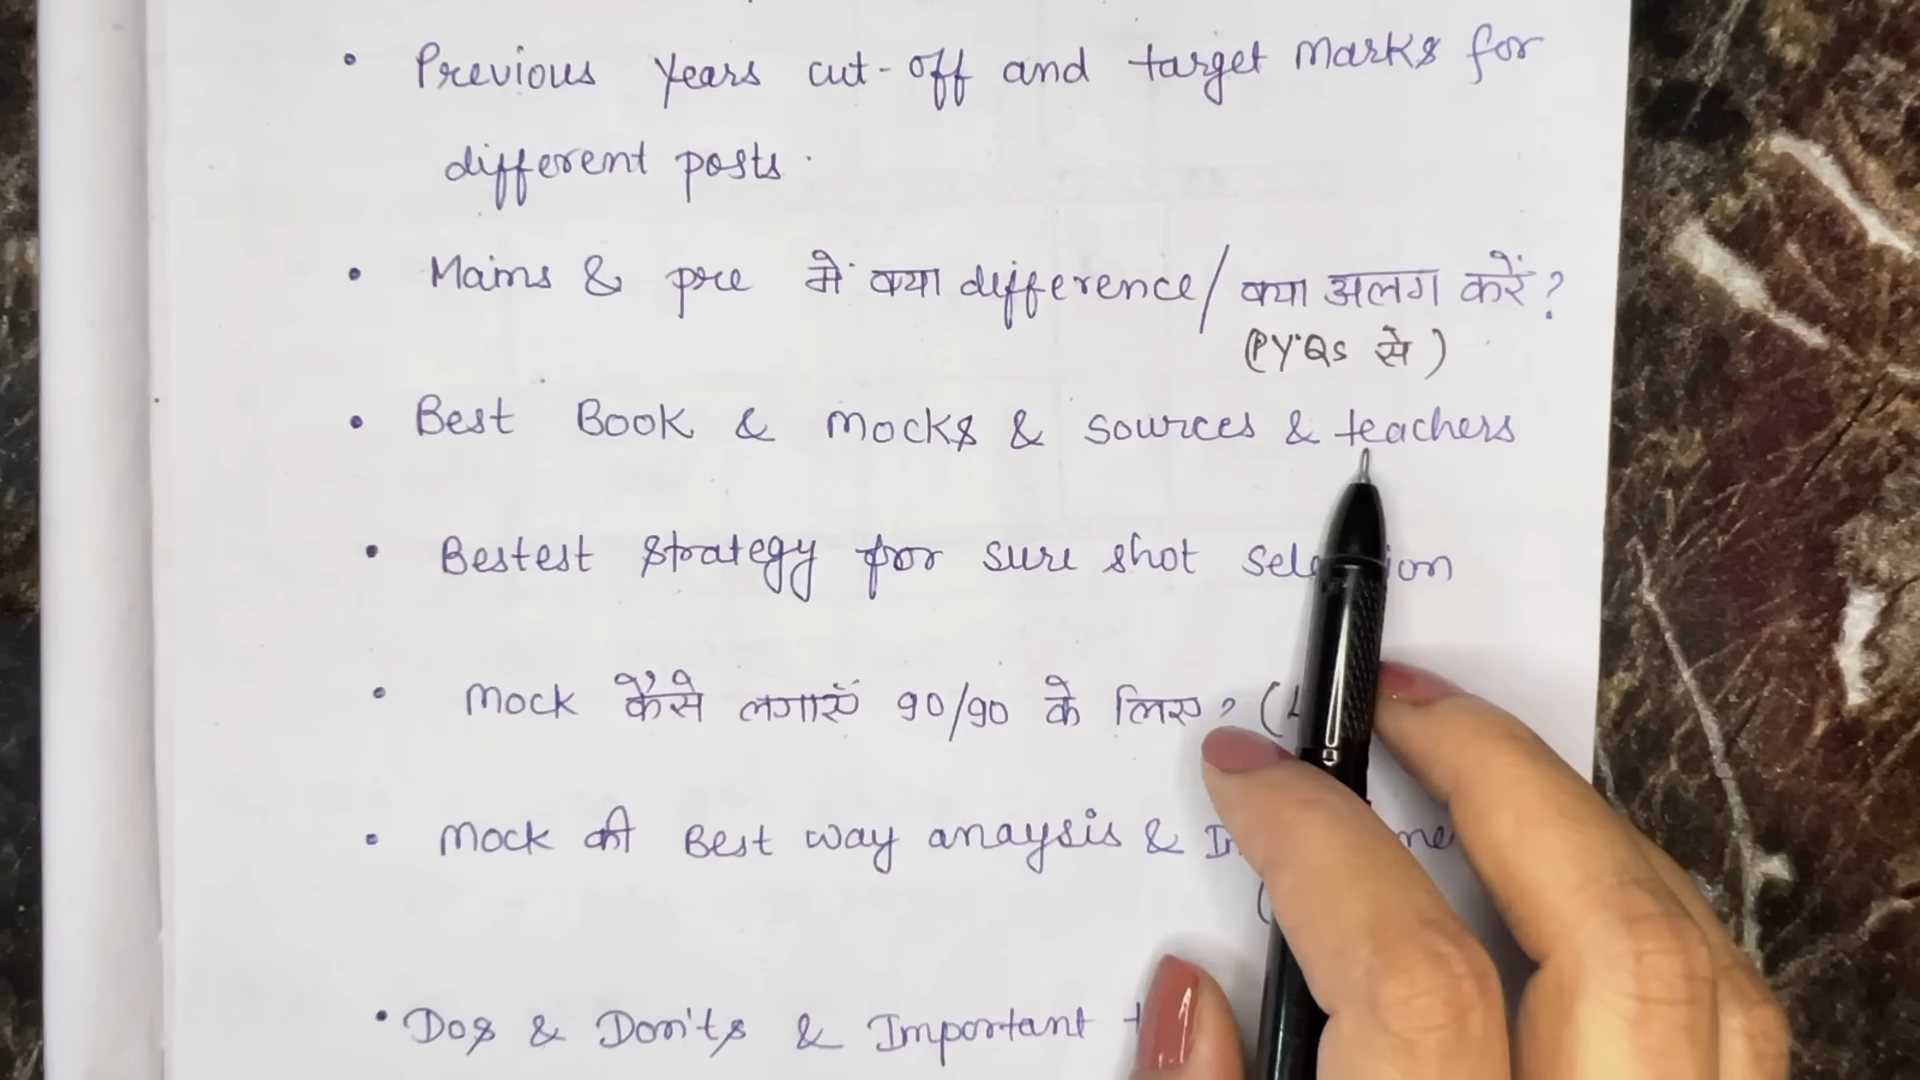 • Previous years cut-off and target marks for
different posts.
• Mains & pre में क्या difference/ क्या अलग करें?
(PYQs से)
• Best Book & mocks & sources & teachers
• Bestest strategy for sure shot
• Mock कैसे लगाएँ 90/90 के लिए?
• Mock की Best way anaysis &
• Dos & Don'ts & Important